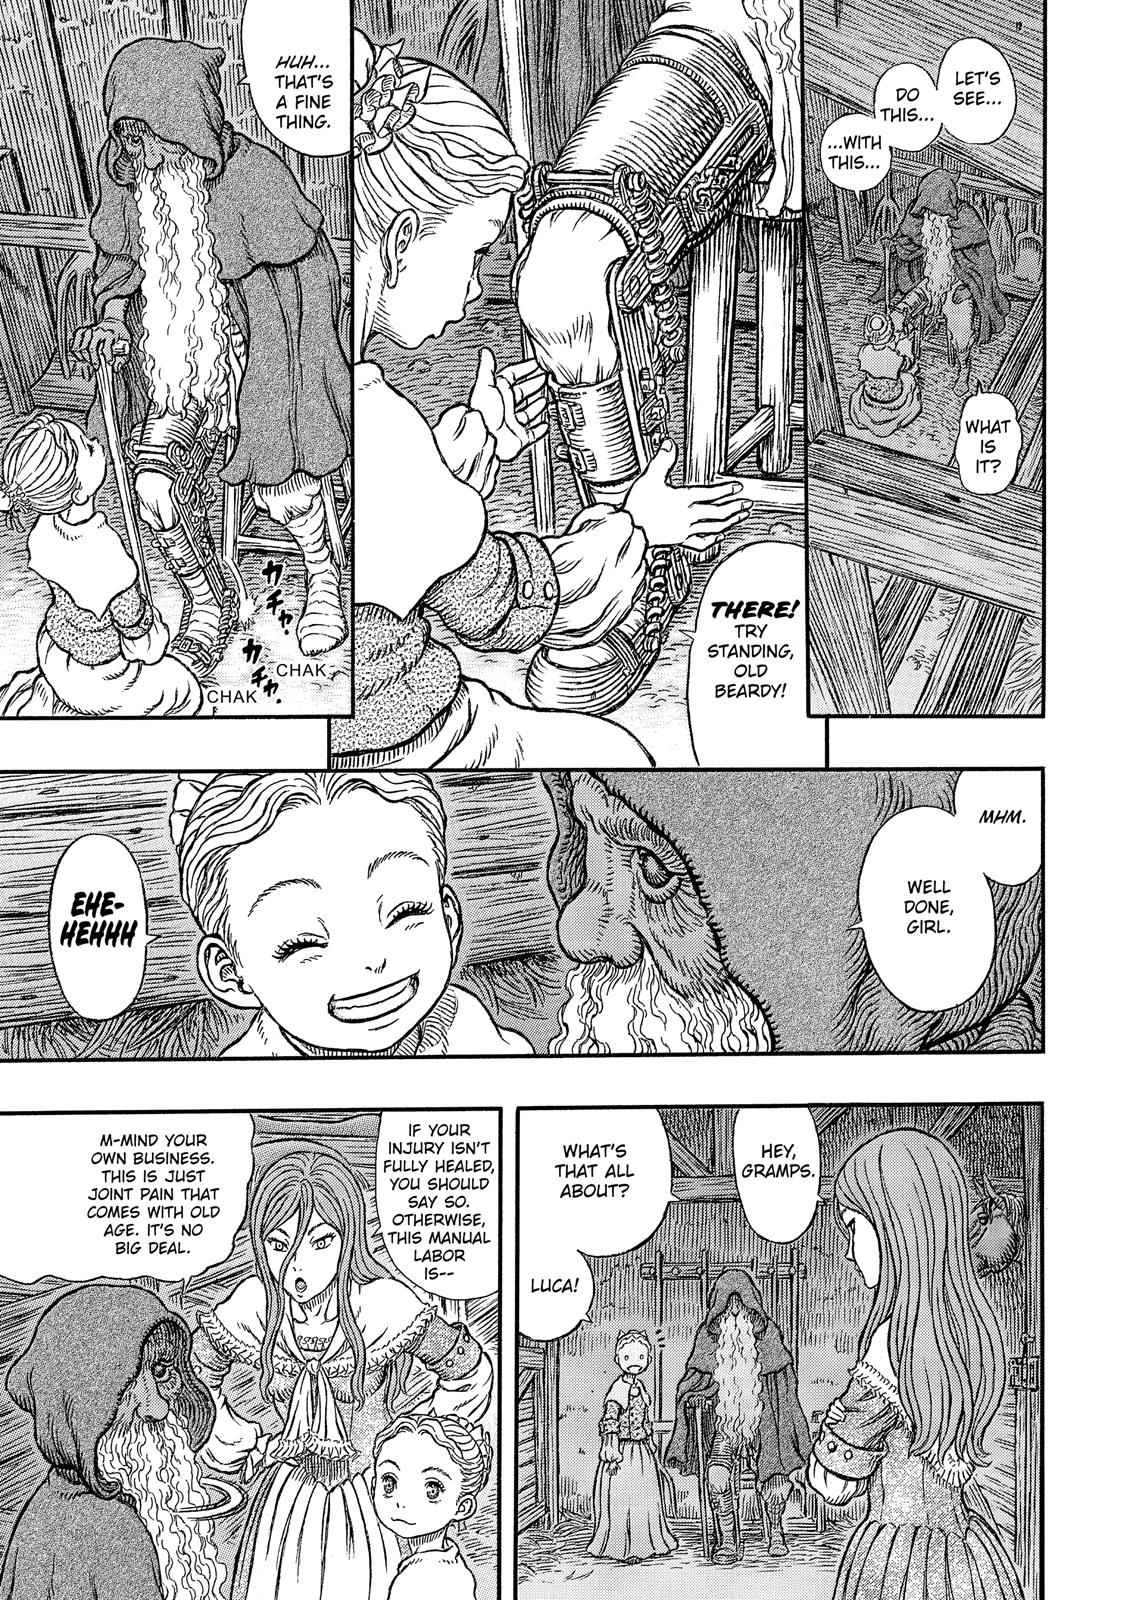 LET'S
SEE...
DO
THIS...
...WITH
THIS...
WHAT
IS
IT?
THERE!
TRY
STANDING,
OLD
BEARDY!
HUH...
THAT'S
A FINE
THING.
カチャ.
CHAK
カチャ.
CHAK
MHM.
WELL
DONE,
GIRL.
EHE-
HEHHH
HEY,
GRAMPS.
WHAT'S
THAT ALL
ABOUT?
LUCA!
IF YOUR
INJURY ISN'T
FULLY HEALED,
YOU SHOULD
SAY SO.
OTHERWISE,
THIS MANUAL
LABOR
IS--
M-MIND YOUR
OWN BUSINESS.
THIS IS JUST
JOINT PAIN THAT
COMES WITH OLD
AGE. IT'S NO
BIG DEAL.